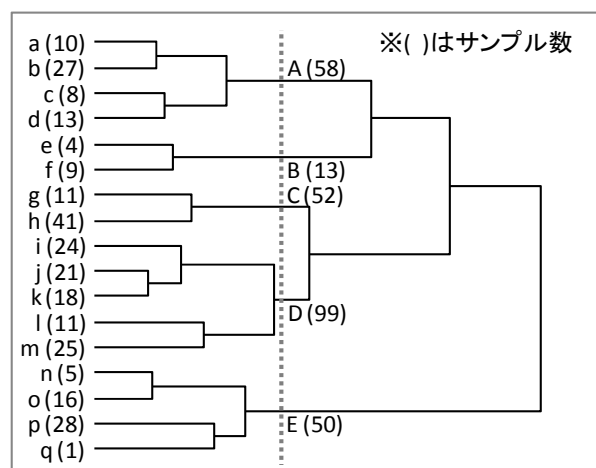 ※( )はサンプル数
a (10)
b (27)
c (8)
d (13)
e (4)
f (9)
g (11)
h (41)
i (24)
j (21)
k (18)
l (11)
m (25)
n (5)
o (16)
p (28)
q (1)
A (58)
B (13)
C (52)
D (99)
E (50)